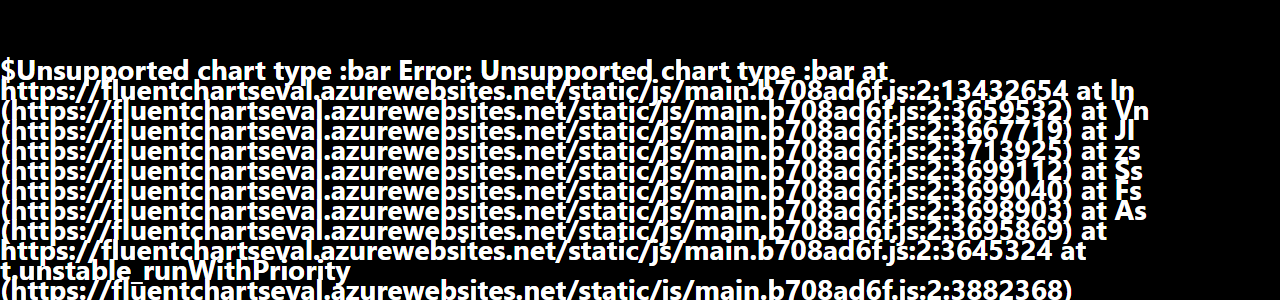 $Unsupported chart type :bar Error: Unsupported chart type :bar at
https://fluentchartseval.azurewebsites.net/static/js/main.b708ad6f.js:2:13432654 at ln
(https://fluentchartseval.azurewebsites.net/static/js/main.b708ad6f.js:2:3659532) at Vn
(https://fluentchartseval.azurewebsites.net/static/js/main.b708ad6f.js:2:3667719) at Jl
(https://fluentchartseval.azurewebsites.net/static/js/main.b708ad6f.js:2:3713925) at zs
(https://fluentchartseval.azurewebsites.net/static/js/main.b708ad6f.js:2:3699112) at Ss
(https://fluentchartseval.azurewebsites.net/static/js/main.b708ad6f.js:2:3699040) at Fs
(https://fluentchartseval.azurewebsites.net/static/js/main.b708ad6f.js:2:3698903) at As
(https://fluentchartseval.azurewebsites.net/static/js/main.b708ad6f.js:2:3695869) at
https://fluentchartseval.azurewebsites.net/static/js/main.b708ad6f.js:2:3645324 at
t.unstable_runWithPriority
(https://fluentchartseval.azurewebsites.net/static/js/main.b708ad6f.js:2:3882368)